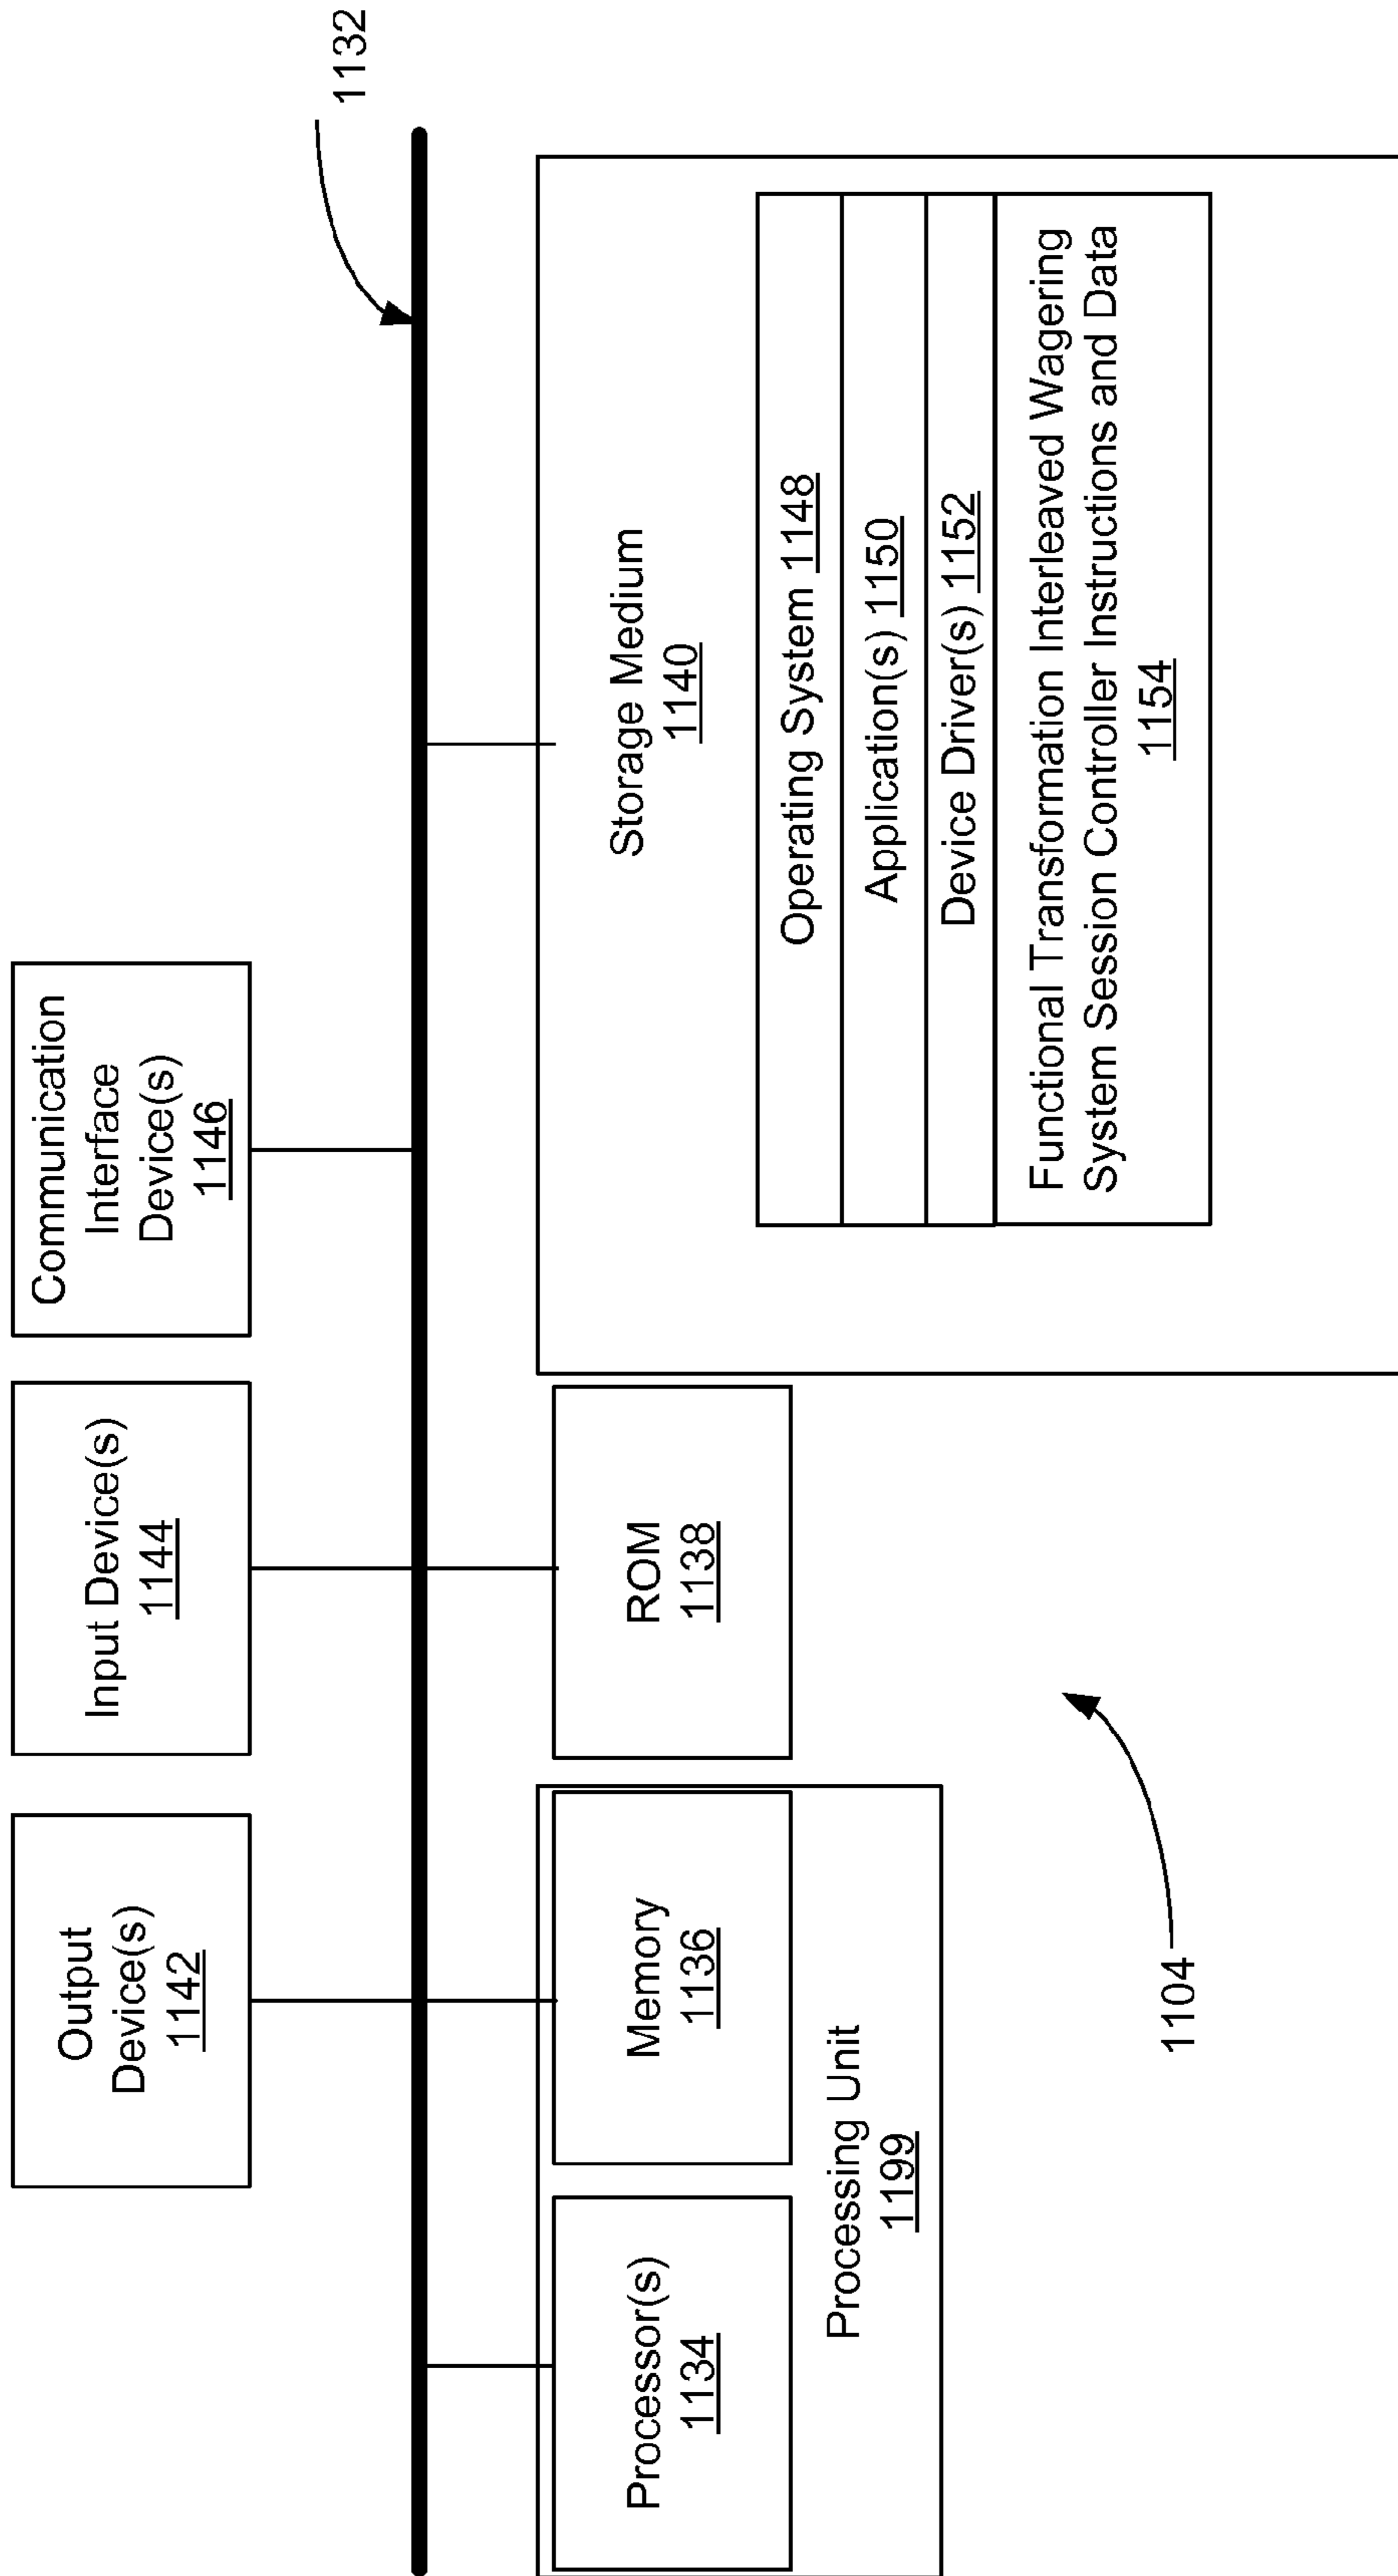 1132
Output
Device(s)
1142
Input Device(s)
1144
Communication
Interface
Device(s)
1146
Processor(s)
1134
Memory
1136
Processing Unit
1199
ROM
1138
Storage Medium
1140
Operating System 1148
Application(s) 1150
Device Driver(s) 1152
Functional Transformation Interleaved Wagering
System Session Controller Instructions and Data
1154
1104